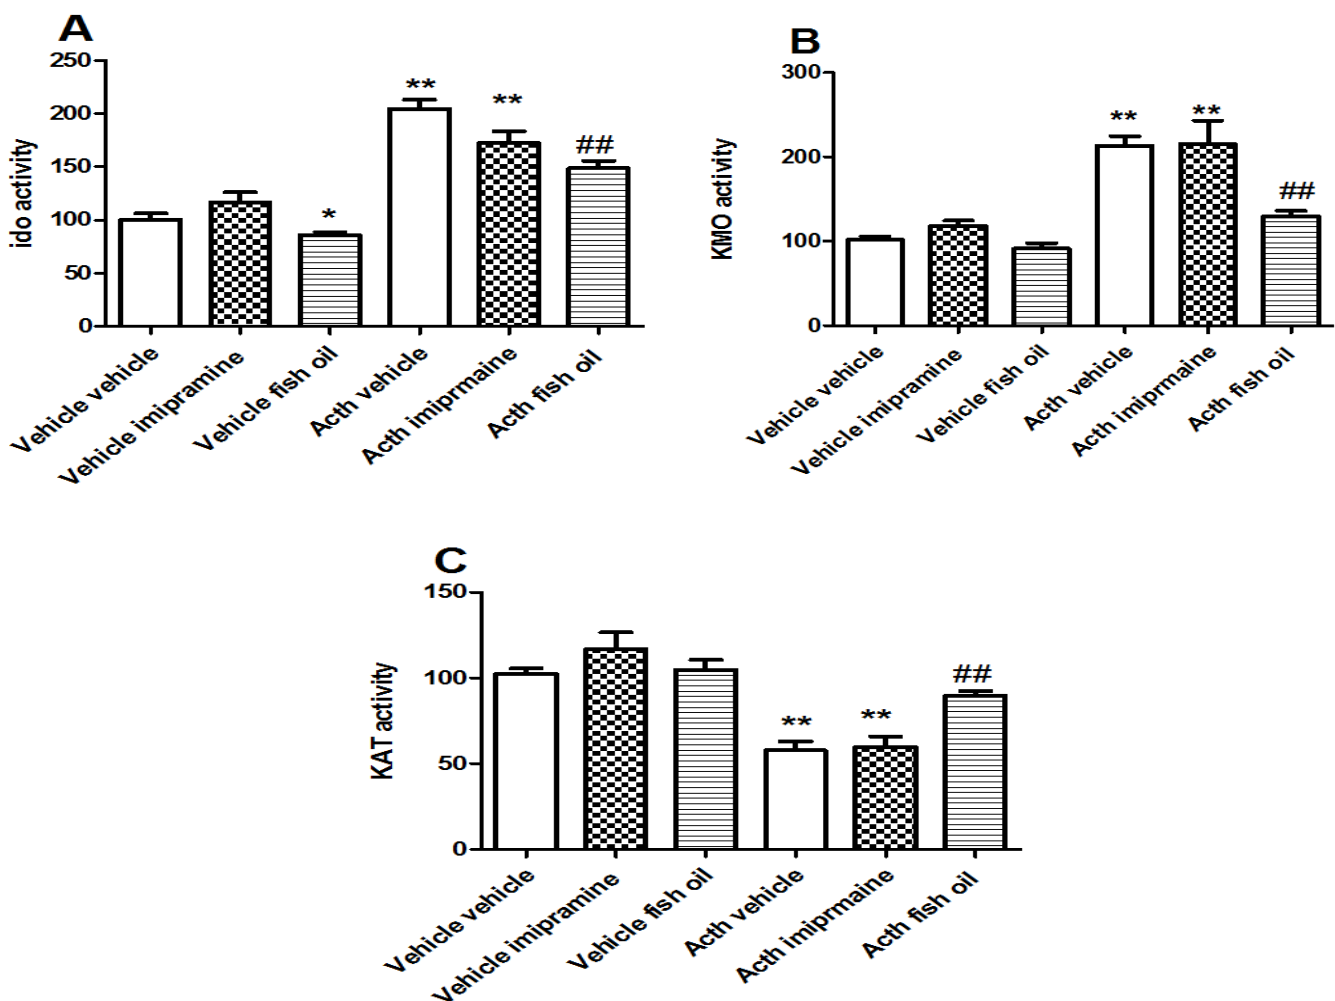 A
ido activity
250
200
150
100
50
0
*
**
**
##
Vehicle vehicle
Vehicle imipramine
Vehicle fish oil
Acth vehicle
Acth imiprmaine
Acth fish oil
B
KMO activity
300
200
100
0
**
**
##
Vehicle vehicle
Vehicle imipramine
Vehicle fish oil
Acth vehicle
Acth imiprmaine
Acth fish oil
C
KAT activity
150
100
50
0
**
**
##
Vehicle vehicle
Vehicle imipramine
Vehicle fish oil
Acth vehicle
Acth imiprmaine
Acth fish oil